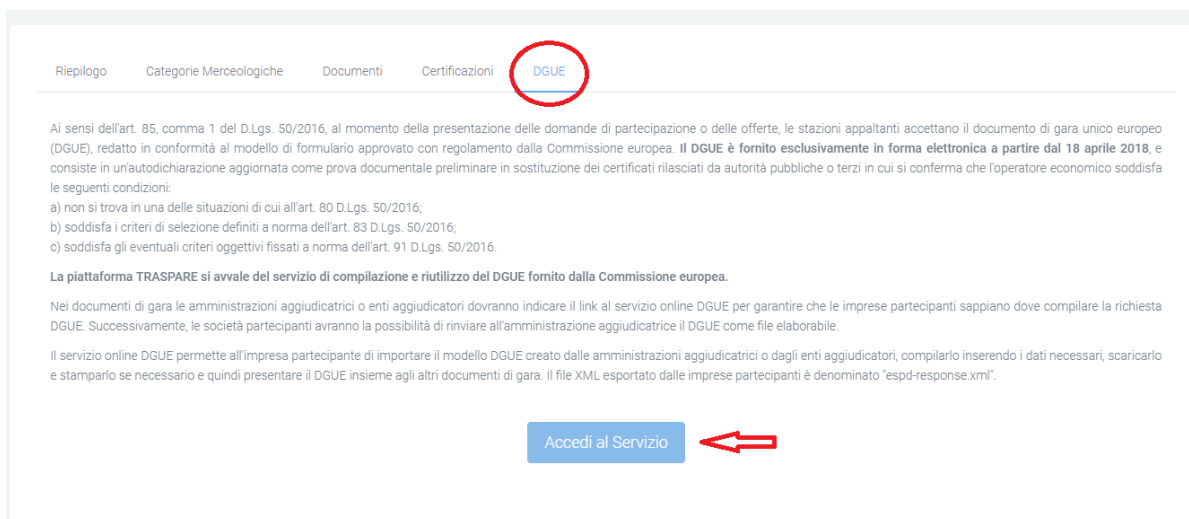 Riepilogo Categorie Merceologiche Documenti Certificazioni DGUE
Ai sensi dell'art. 85, comma 1 del D.Lgs. 50/2016, al momento della presentazione delle domande di partecipazione o delle offerte, le stazioni appaltanti accettano il documento di gara unico europeo
(DGUE), redatto in conformità al modello di formulario approvato con regolamento dalla Commissione europea. Il DGUE è fornito esclusivamente in forma elettronica a partire dal 18 aprile 2018, e
consiste in un'autodichiarazione aggiornata come prova documentale preliminare in sostituzione dei certificati rilasciati da autorità pubbliche o terzi in cui si conferma che l'operatore economico soddisfa
le seguenti condizioni:
a) non si trova in una delle situazioni di cui all'art. 80 D.Lgs. 50/2016;
b) soddisfa i criteri di selezione definiti a norma dell'art. 83 D.Lgs. 50/2016;
c) soddisfa gli eventuali criteri oggettivi fissati a norma dell'art. 91 D.Lgs. 50/2016.
La piattaforma TRASPARE si avvale del servizio di compilazione e riutilizzo del DGUE fornito dalla Commissione europea.
Nei documenti di gara le amministrazioni aggiudicatrici o enti aggiudicatori dovranno indicare il link al servizio online DGUE per garantire che le imprese partecipanti sappiano dove compilare la richiesta
DGUE. Successivamente, le società partecipanti avranno la possibilità di rinviare all'amministrazione aggiudicatrice il DGUE come file elaborabile.
Il servizio online DGUE permette all'impresa partecipante di importare il modello DGUE creato dalle amministrazioni aggiudicatrici o dagli enti aggiudicatori, compilarlo inserendo i dati necessari, scaricarlo
e stamparlo se necessario e quindi presentare il DGUE insieme agli altri documenti di gara. Il file XML esportato dalle imprese partecipanti è denominato "espd-response.xml".
Accedi al Servizio